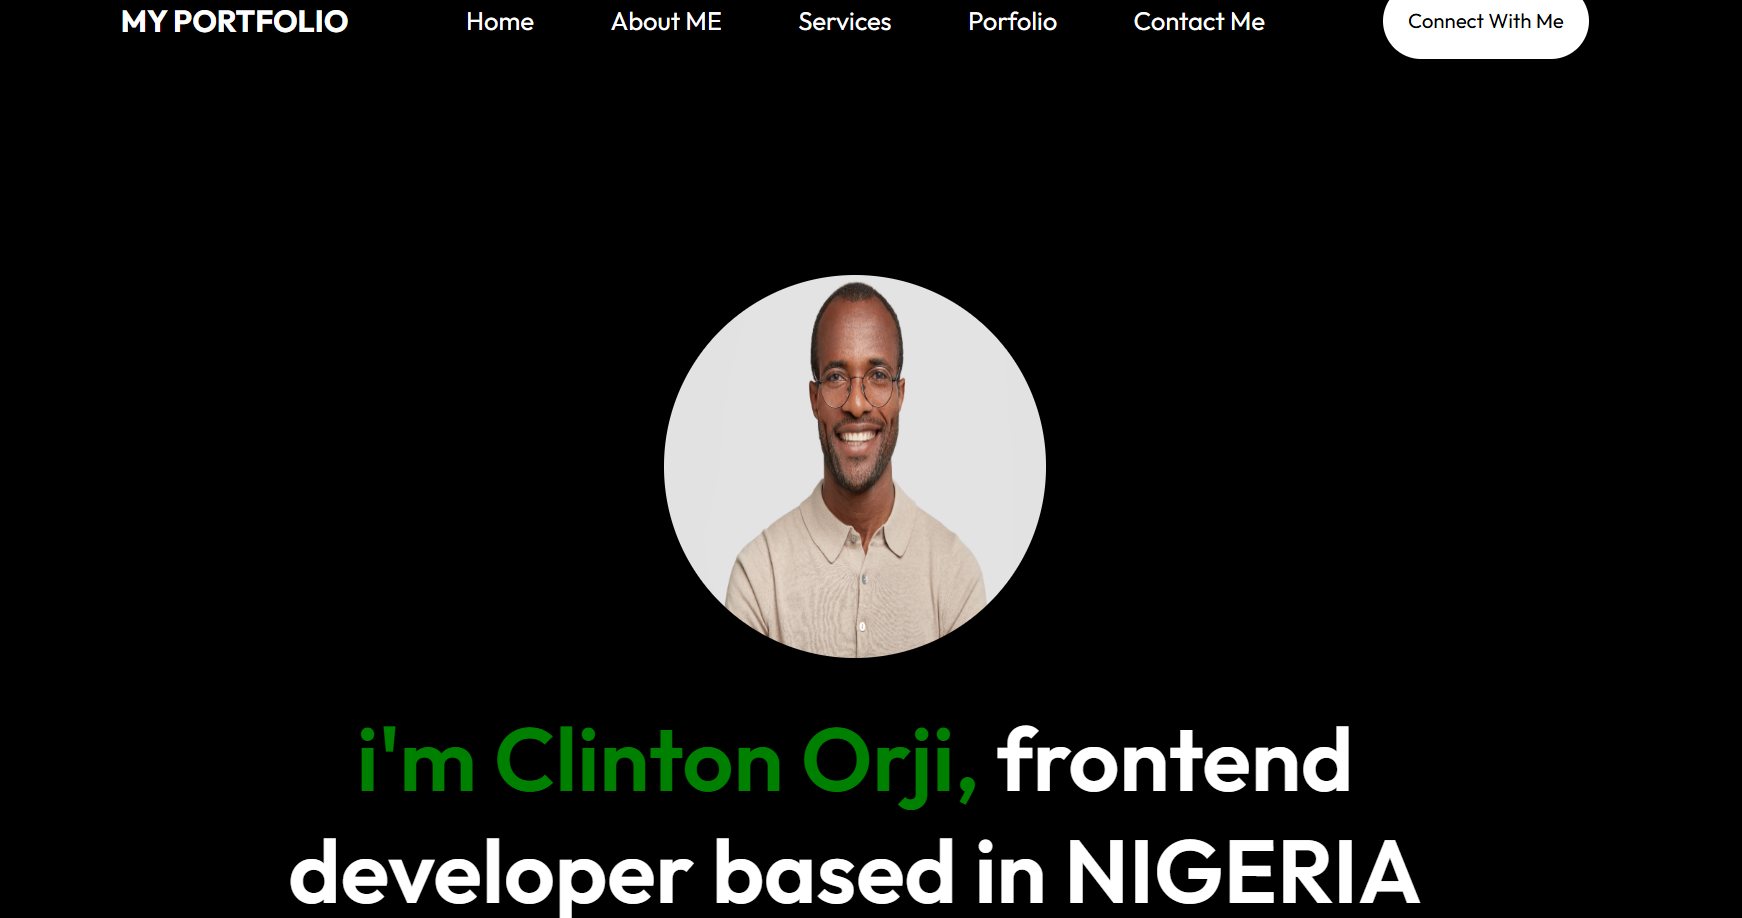 MY PORTFOLIO Home About ME Services Porfolio Contact Me Connect With Me
i'm Clinton Orji, frontend
developer based in NIGERIA